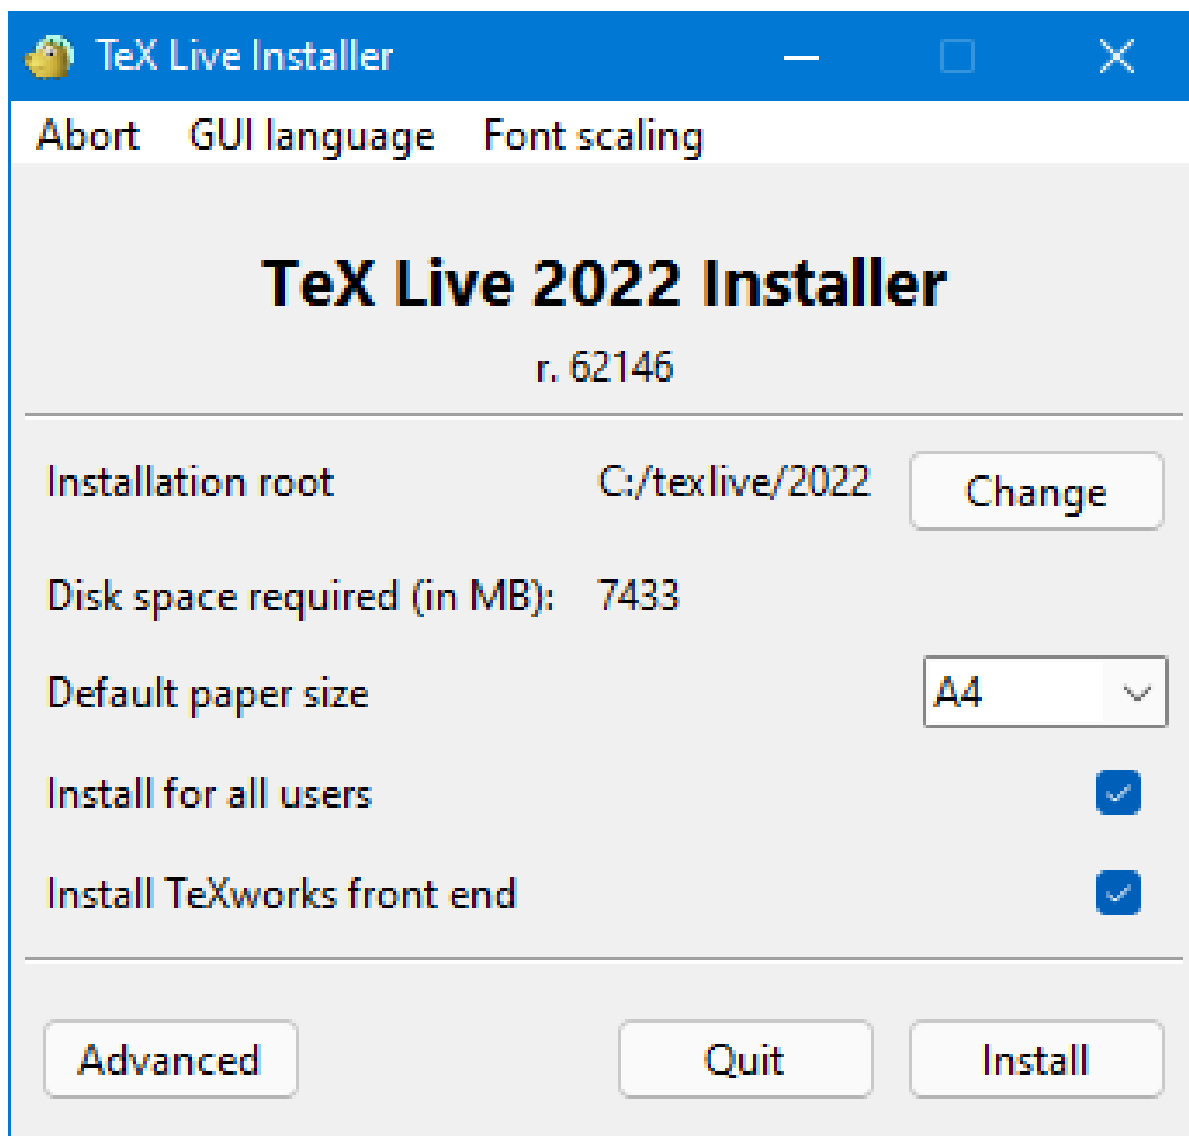 TeX Live Installer
Abort GUI language Font scaling
TeX Live 2022 Installer
r. 62146
Installation root C:/texlive/2022 Change
Disk space required (in MB): 7433
Default paper size A4
Install for all users
Install TeXworks front end
Advanced Quit Install